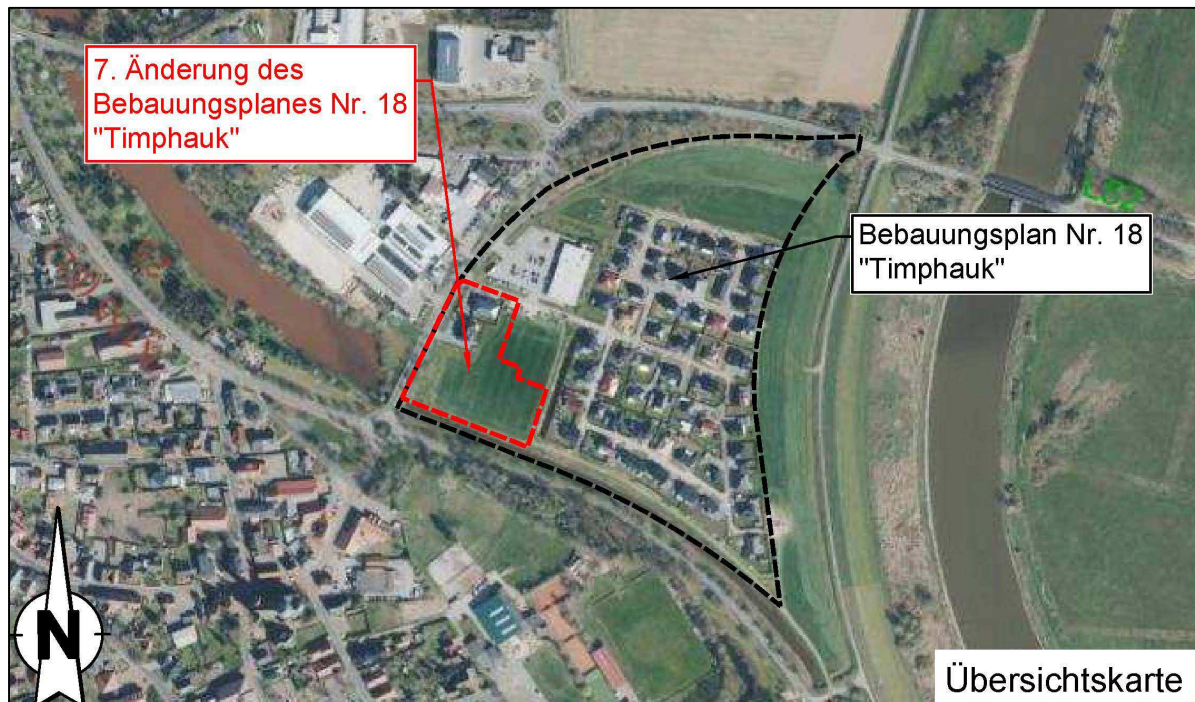 7. Änderung des
Bebauungsplanes Nr. 18
"Timphauk"
Bebauungsplan Nr. 18
"Timphauk"
N
Übersichtskarte